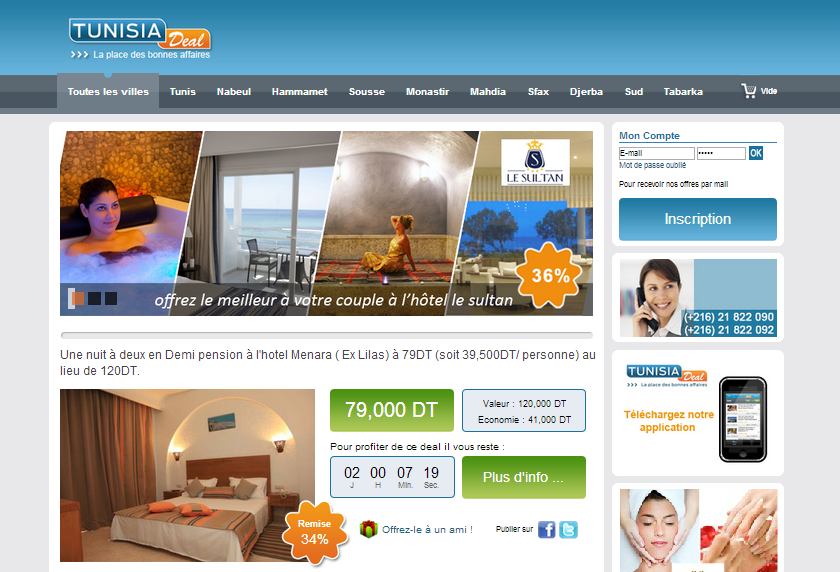 TUNISIA Deal
>>> La place des bonnes affaires
Toutes les villes Tunis Nabeul Hammamet Sousse Monastir Mahdia Sfax Djerba Sud Tabarka Vide
S
LE SULTAN
36%
offrez le meilleur à votre couple à l'hôtel le sultan
Une nuit à deux en Demi pension à l'hotel Menara ( Ex Lilas) à 79DT (soit 39,500DT/ personne) au
lieu de 120DT.
79,000 DT
Valeur : 120,000 DT
Economie : 41,000 DT
Pour profiter de ce deal il vous reste :
02 00 07 19
J H Min. Sec.
Plus d'info ...
Remise
34%
Offrez-le à un ami !
Publier sur
Mon Compte
E-mail ••••• OK
Mot de passe oublié
Pour recevoir nos offres par mail
Inscription
(+216) 21 822 090
(+216) 21 822 092
TUNISIA Deal
>>> La place des bonnes affaires
Téléchargez notre
application